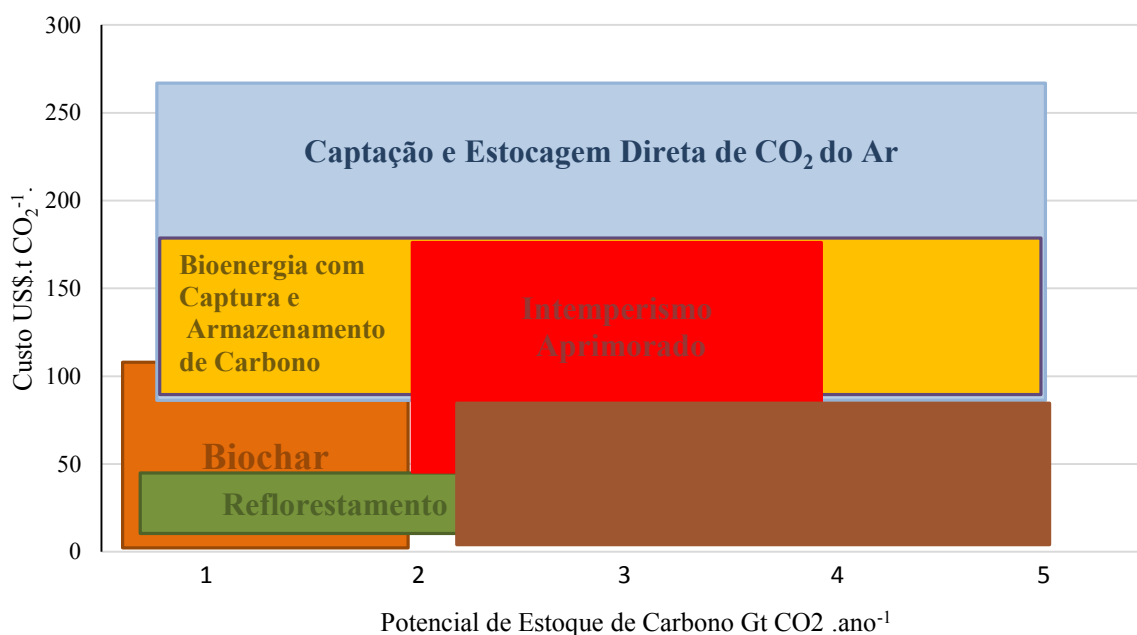 300
250
200
150
100
50
0
Custo US$.t CO2-1.
Captação e Estocagem Direta de CO2 do Ar
Bioenergia com
Captura e
Armazenamento
de Carbono
Intemperismo
Aprimorado
Biochar
Reflorestamento
1 2 3 4 5
Potencial de Estoque de Carbono Gt CO2 .ano-1